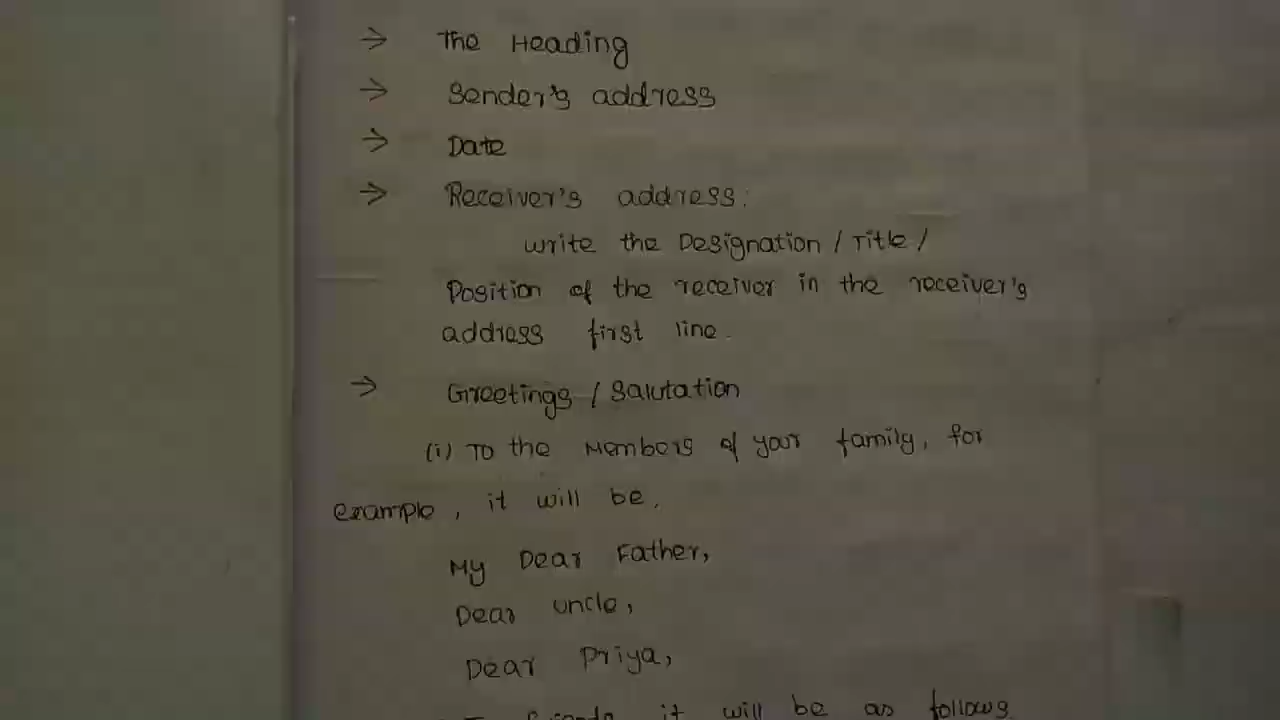 → The Heading
→ Sender's address
→ Date
→ Receiver's address:
write the Designation / Title /
Position of the receiver in the receiver's
address first line.
→ Greetings / Salutation
(i) To the Members of your family, for
example, it will be.
My Dear Father,
Dear uncle,
Dear Priya,
it will be as follows